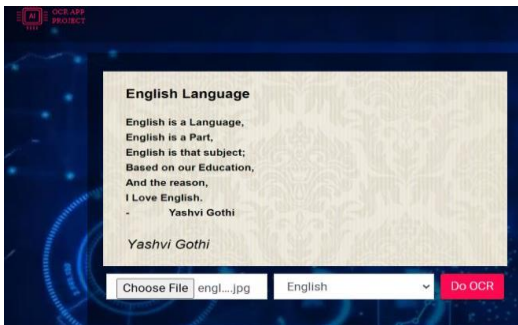 AI
OCR APP
PROJECT
English Language
English is a Language,
English is a Part,
English is that subject;
Based on our Education,
And the reason,
I Love English.
- Yashvi Gothi
Yashvi Gothi
Choose File engl....jpg
English
Do OCR